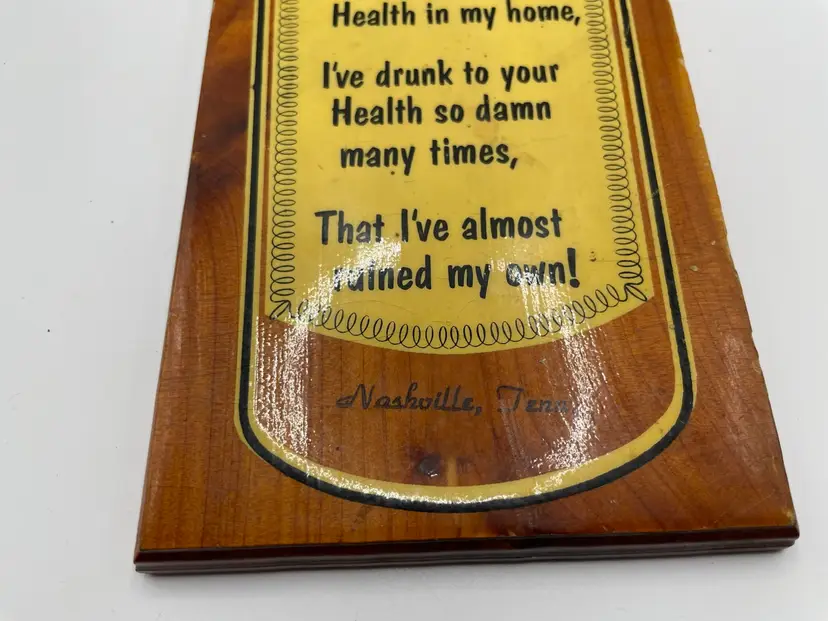 Health in my home,
I've drunk to your
Health so damn
many times,
That I've almost
ruined my own!
Nashville, Tenn.